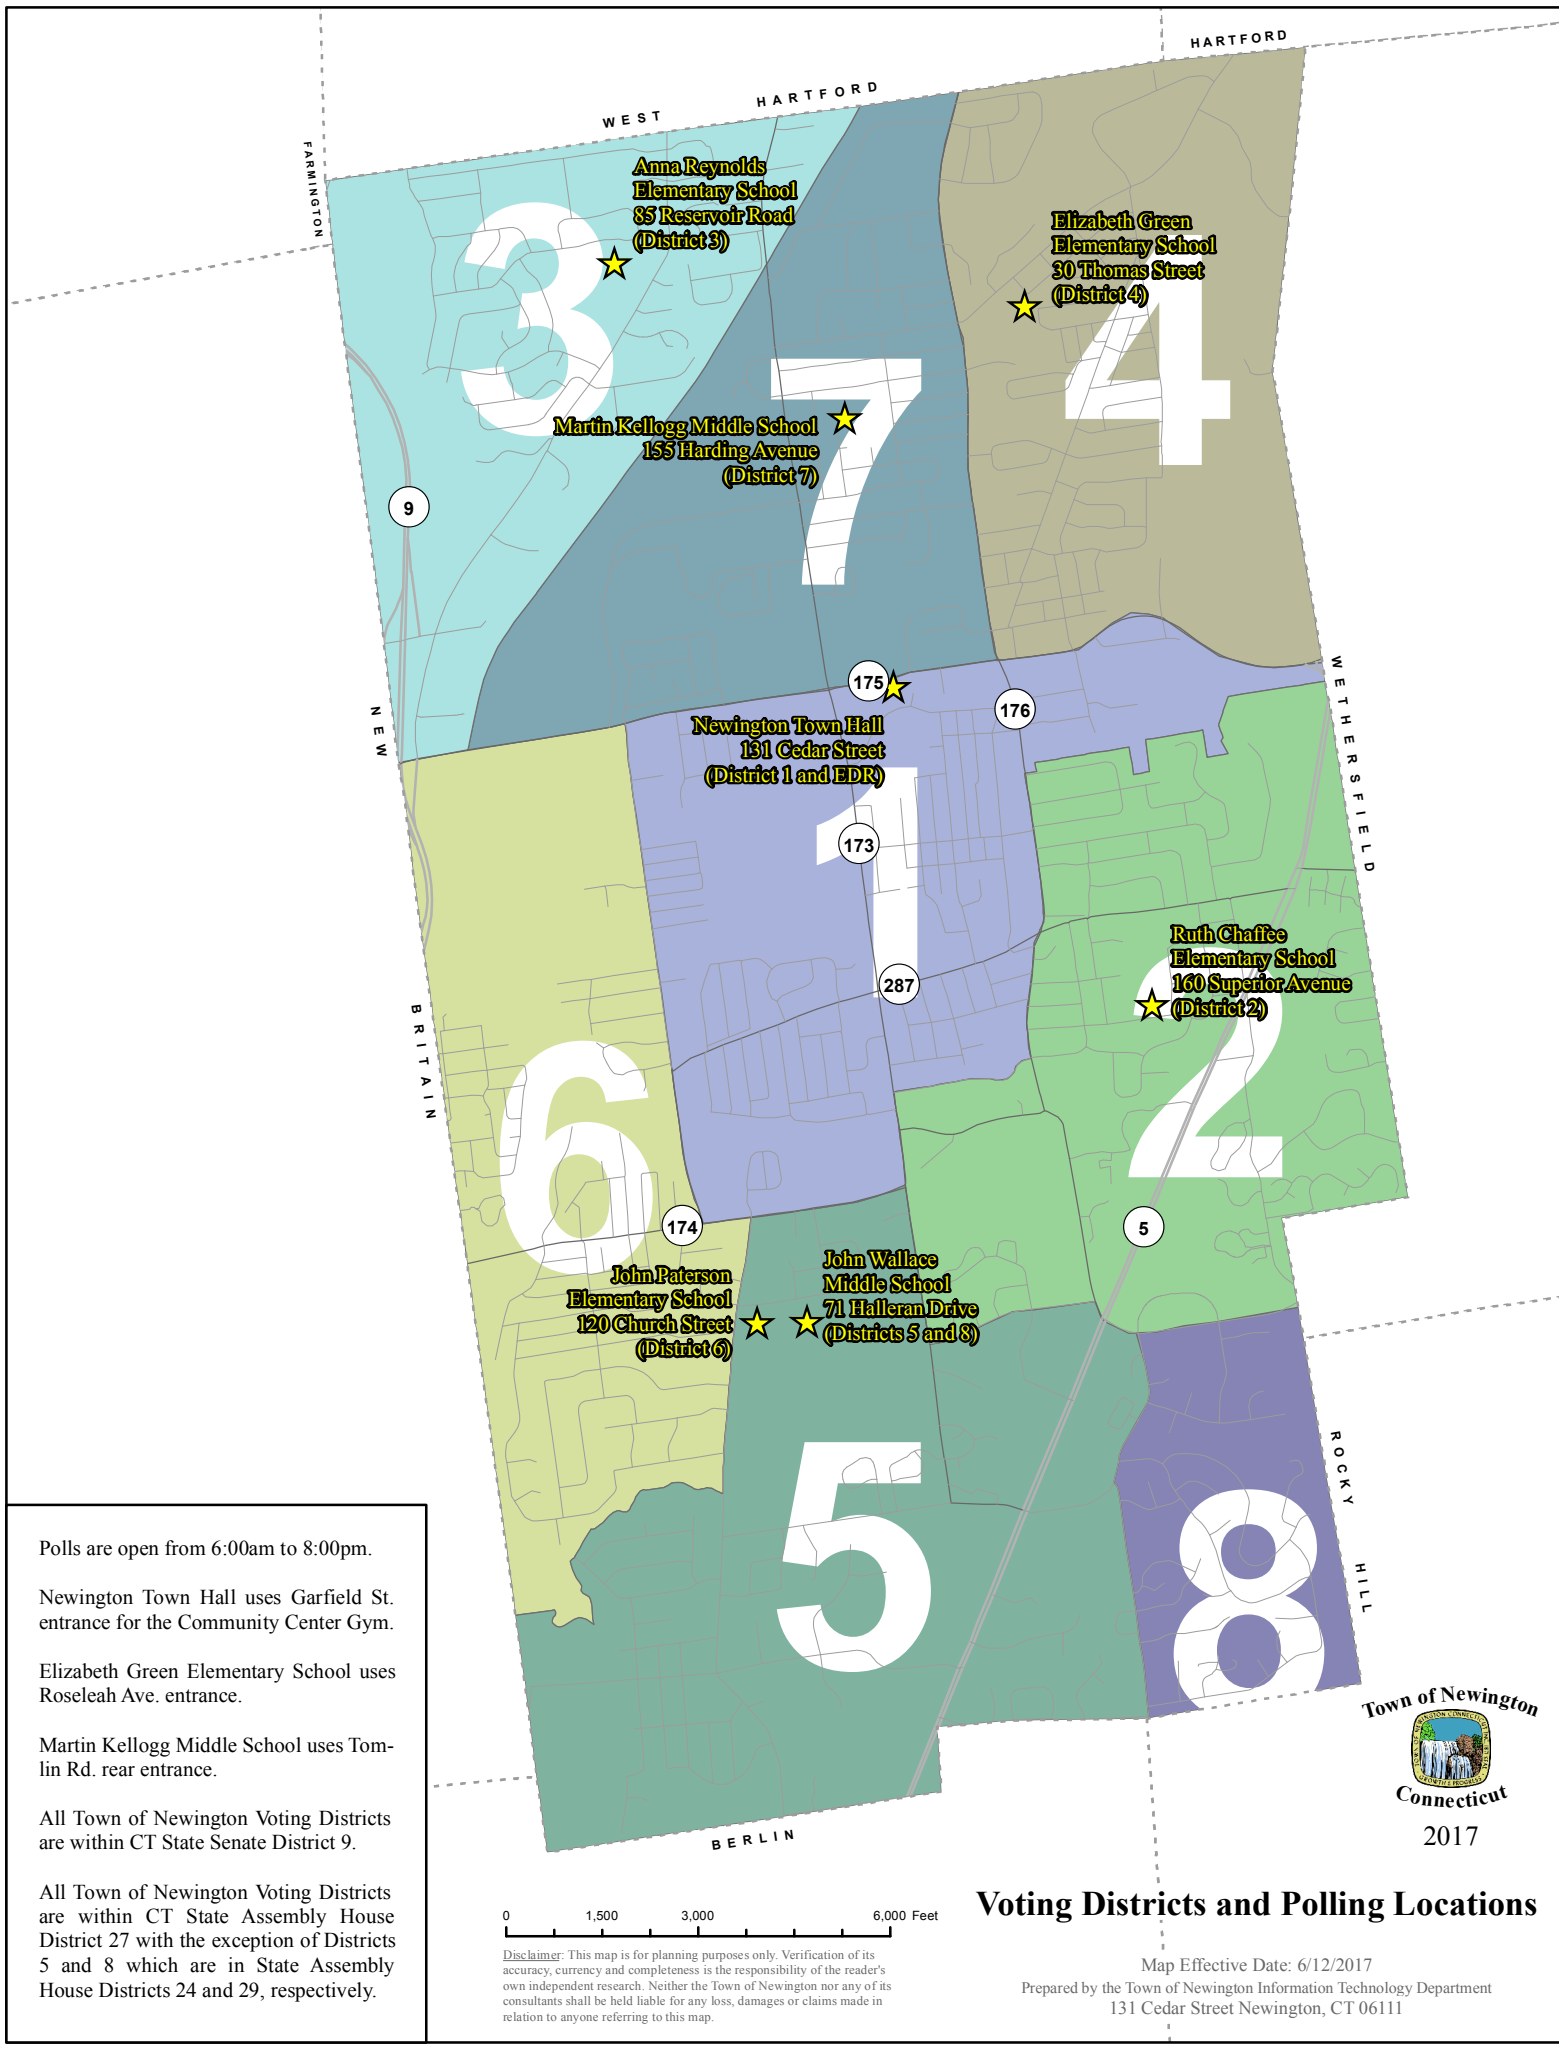 HARTFORD
WEST HARTFORD
FARMINGTON
Anna Reynolds
Elementary School
85 Reservoir Road
(District 3)
Elizabeth Green
Elementary School
30 Thomas Street
(District 4)
3
4
7
Martin Kellogg Middle School
155 Harding Avenue
(District 7)
9
175
176
NEW BRITAIN
WETHERSFIELD
Newington Town Hall
131 Cedar Street
(District 1 and EDR)
1
173
287
Ruth Chaffee
Elementary School
160 Superior Avenue
(District 2)
2
6
174
5
John Paterson
Elementary School
120 Church Street
(District 6)
John Wallace
Middle School
71 Halleran Drive
(Districts 5 and 8)
5
8
ROCKY HILL
BERLIN
Polls are open from 6:00am to 8:00pm.
Newington Town Hall uses Garfield St.
entrance for the Community Center Gym.
Elizabeth Green Elementary School uses
Roseleah Ave. entrance.
Martin Kellogg Middle School uses Tom-
lin Rd. rear entrance.
All Town of Newington Voting Districts
are within CT State Senate District 9.
All Town of Newington Voting Districts
are within CT State Assembly House
District 27 with the exception of Districts
5 and 8 which are in State Assembly
House Districts 24 and 29, respectively.
Town of Newington
Connecticut
2017
Voting Districts and Polling Locations
0 1,500 3,000 6,000 Feet
Disclaimer: This map is for planning purposes only. Verification of its
accuracy, currency and completeness is the responsibility of the reader's
own independent research. Neither the Town of Newington nor any of its
consultants shall be held liable for any loss, damages or claims made in
relation to anyone referring to this map.
Map Effective Date: 6/12/2017
Prepared by the Town of Newington Information Technology Department
131 Cedar Street Newington, CT 06111